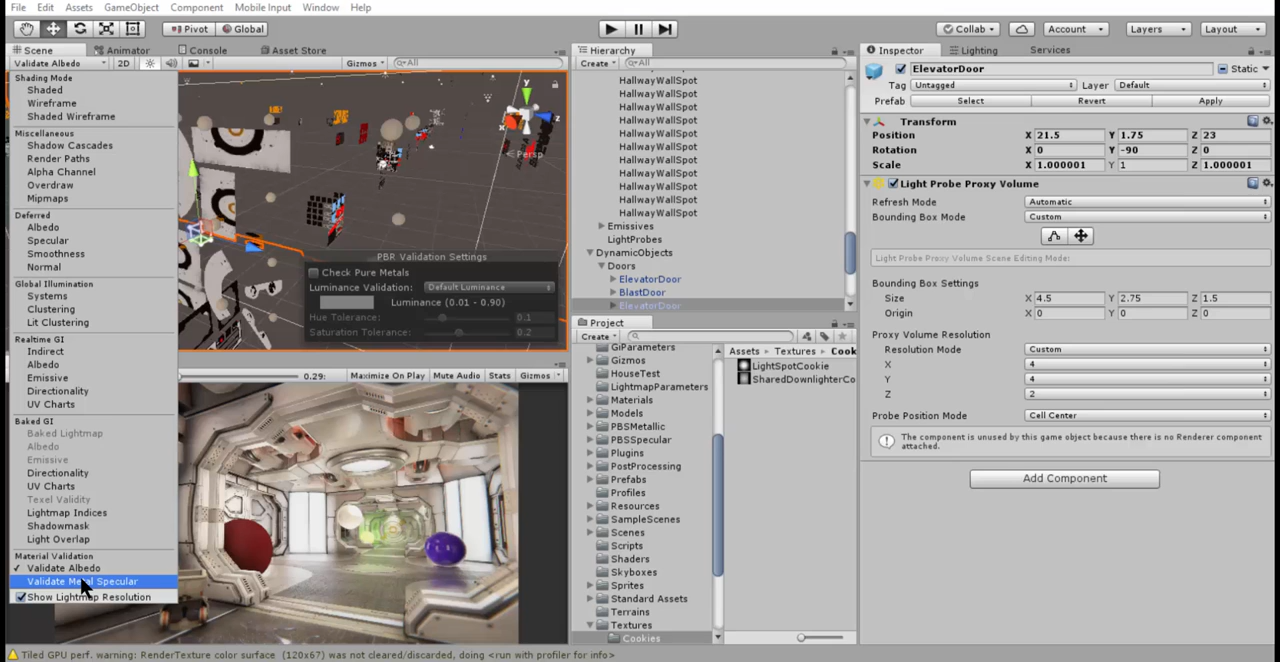 File Edit Assets GameObject Component Mobile Input Window Help
Pivot Global
Collab Account Layers Layout
Scene Animator Console Asset Store
Validate Albedo 2D Gizmos All
Shading Mode
Shaded
Wireframe
Shaded Wireframe
Miscellaneous
Shadow Cascades
Render Paths
Alpha Channel
Overdraw
Mipmaps
Deferred
Albedo
Specular
Smoothness
Normal
Global Illumination
Systems
Clustering
Lit Clustering
Realtime GI
Indirect
Albedo
Emissive
Directionality
UV Charts
Baked GI
Baked Lightmap
Albedo
Emissive
Directionality
UV Charts
Texel Validity
Lightmap Indices
Shadowmask
Light Overlap
Material Validation
Validate Albedo
Validate Metal Specular
Show Lightmap Resolution
y
x
z
Persp
PBR Validation Settings
Check Pure Metals
Luminance Validation: Default Luminance
Luminance (0.01 - 0.90)
Hue Tolerance: 0.1
Saturation Tolerance: 0.2
0.29: Maximize On Play Mute Audio Stats Gizmos
Hierarchy
Create All
HallwayWallSpot
HallwayWallSpot
HallwayWallSpot
HallwayWallSpot
HallwayWallSpot
HallwayWallSpot
HallwayWallSpot
HallwayWallSpot
HallwayWallSpot
HallwayWallSpot
HallwayWallSpot
Emissives
LightProbes
DynamicObjects
Doors
ElevatorDoor
BlastDoor
ElevatorDoor
Project
Create
GiParameters
Gizmos
HouseTest
LightmapParameters
Materials
Models
PBSMetallic
PBSSpecular
Plugins
PostProcessing
Prefabs
Profiles
Resources
SampleScenes
Scenes
Scripts
Shaders
Skyboxes
Sprites
Standard Assets
Terrains
Textures
Cookies
Assets Textures Cook
LightSpotCookie
SharedDownlighterCo
Inspector Lighting Services
ElevatorDoor Static
Tag Untagged Layer Default
Prefab Select Revert Apply
Transform
Position X 21.5 Y 1.75 Z 23
Rotation X 0 Y -90 Z 0
Scale X 1.000001 Y 1 Z 1.000001
Light Probe Proxy Volume
Refresh Mode Automatic
Bounding Box Mode Custom
Light Probe Proxy Volume Scene Editing Mode:
Bounding Box Settings
Size X 4.5 Y 2.75 Z 1.5
Origin X 0 Y 0 Z 0
Proxy Volume Resolution
Resolution Mode Custom
X 4
Y 4
Z 2
Probe Position Mode Cell Center
The component is unused by this game object because there is no Renderer component
attached.
Add Component
Tiled GPU perf. warning: RenderTexture color surface (120x67) was not cleared/discarded, doing <run with profiler for info>